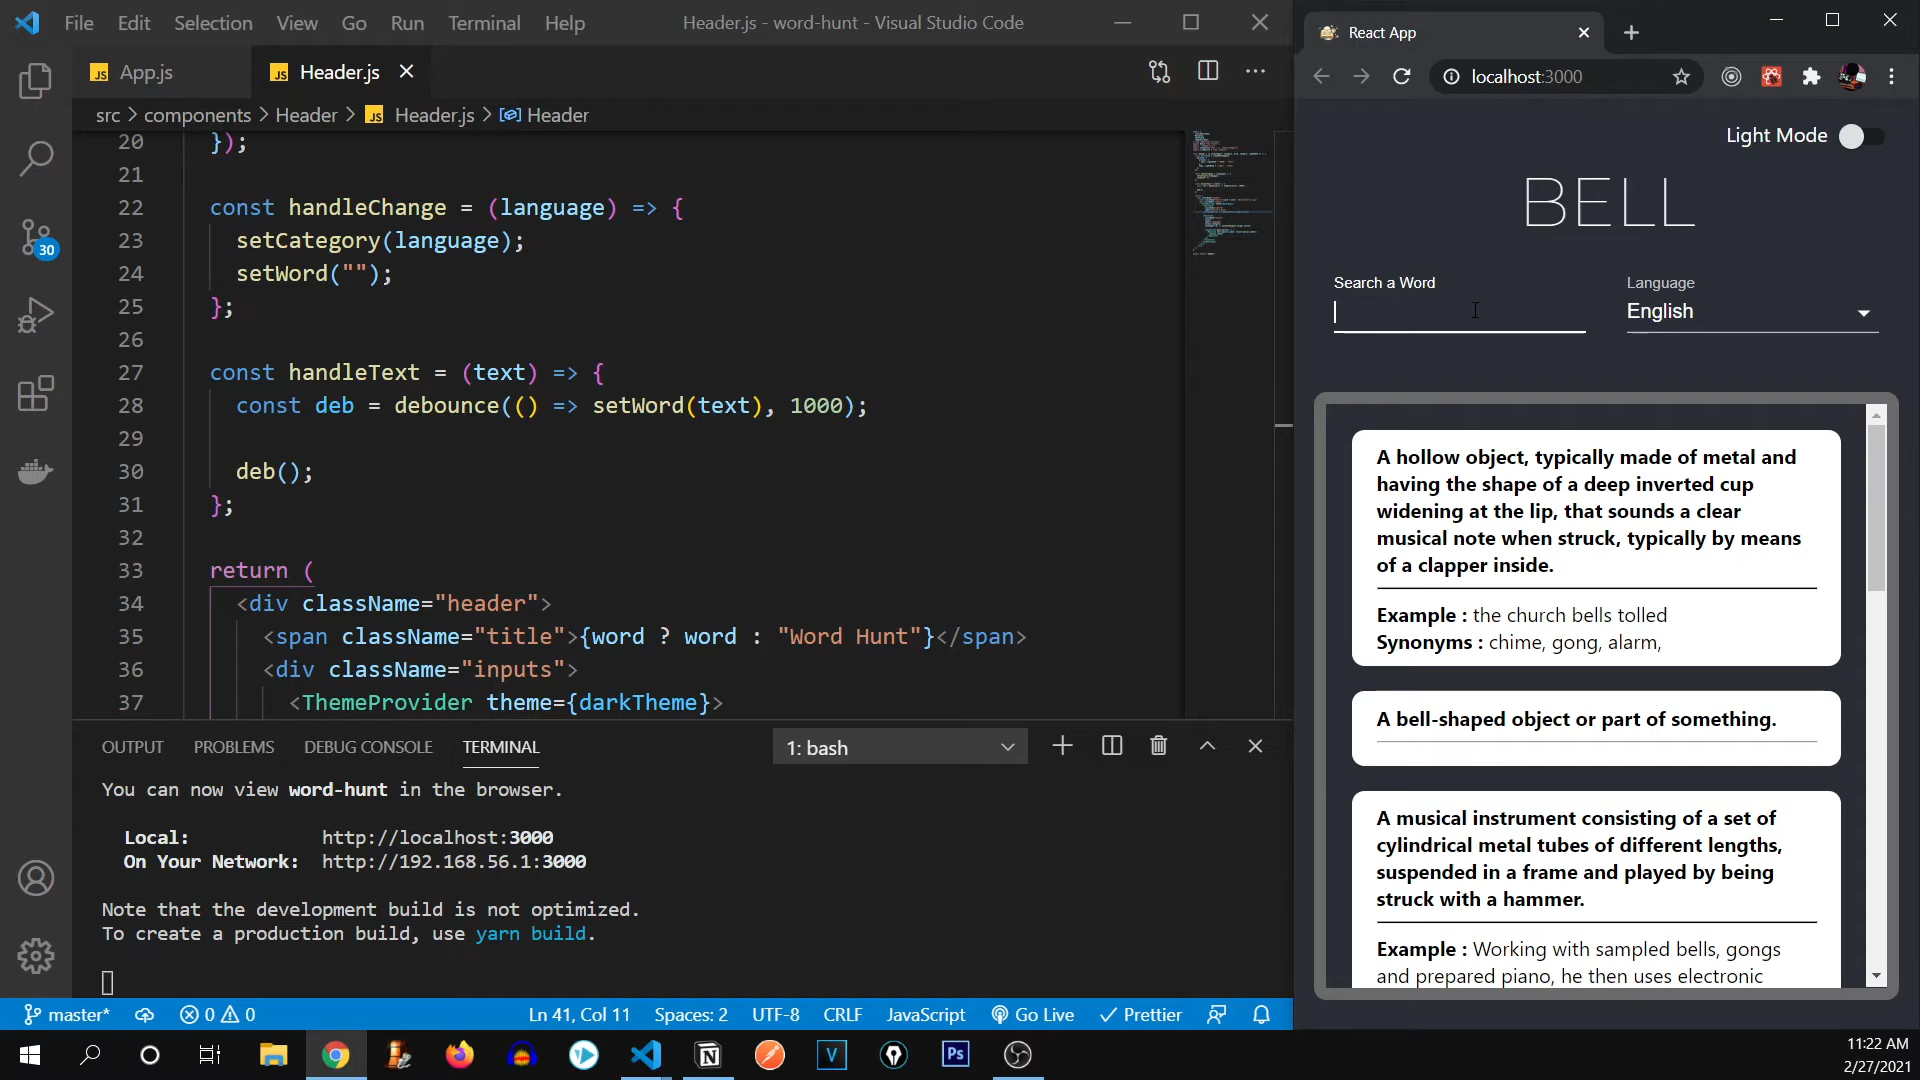 File Edit Selection View Go Run Terminal Help
Header.js - word-hunt - Visual Studio Code
JS App.js
JS Header.js
src > components > Header > JS Header.js > Header
20 });
21
22 const handleChange = (language) => {
23 setCategory(language);
24 setWord("");
25 };
26
27 const handleText = (text) => {
28 const deb = debounce(() => setWord(text), 1000);
29
30 deb();
31 };
32
33 return (
34 <div className="header">
35 <span className="title">{word ? word : "Word Hunt"}</span>
36 <div className="inputs">
37 <ThemeProvider theme={darkTheme}>
30
OUTPUT PROBLEMS DEBUG CONSOLE TERMINAL
1: bash
You can now view word-hunt in the browser.
Local: http://localhost:3000
On Your Network: http://192.168.56.1:3000
Note that the development build is not optimized.
To create a production build, use yarn build.
master* 0 0 Ln 41, Col 11 Spaces: 2 UTF-8 CRLF JavaScript Go Live Prettier
React App
localhost:3000
Light Mode
BELL
Search a Word
Language
English
A hollow object, typically made of metal and
having the shape of a deep inverted cup
widening at the lip, that sounds a clear
musical note when struck, typically by means
of a clapper inside.
Example : the church bells tolled
Synonyms : chime, gong, alarm,
A bell-shaped object or part of something.
A musical instrument consisting of a set of
cylindrical metal tubes of different lengths,
suspended in a frame and played by being
struck with a hammer.
Example : Working with sampled bells, gongs
and prepared piano, he then uses electronic
N
V
Ps
11:22 AM
2/27/2021